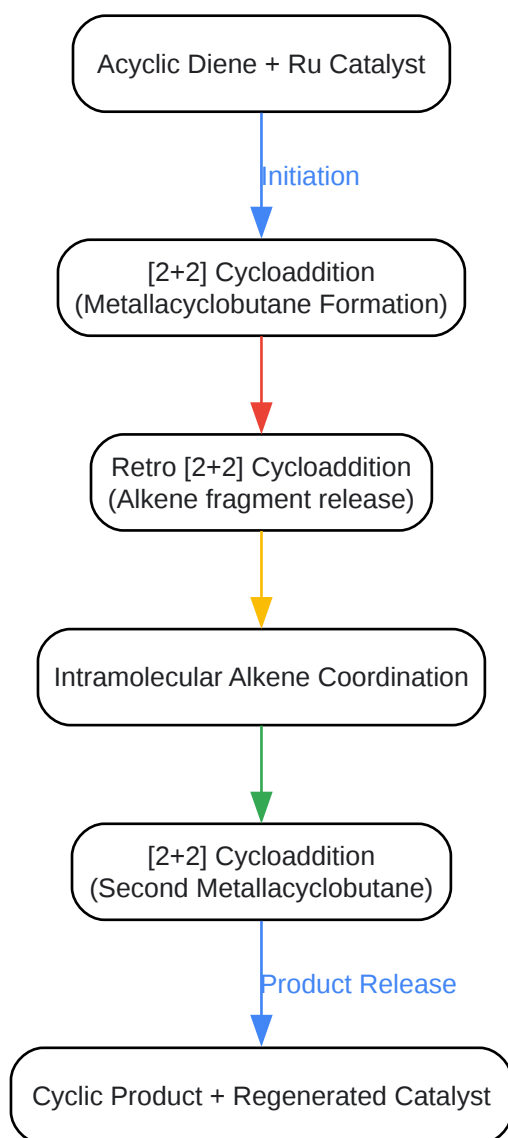 Acyclic Diene + Ru Catalyst
Initiation
[2+2] Cycloaddition
(Metallacyclobutane Formation)
Retro [2+2] Cycloaddition
(Alkene fragment release)
Intramolecular Alkene Coordination
[2+2] Cycloaddition
(Second Metallacyclobutane)
Product Release
Cyclic Product + Regenerated Catalyst